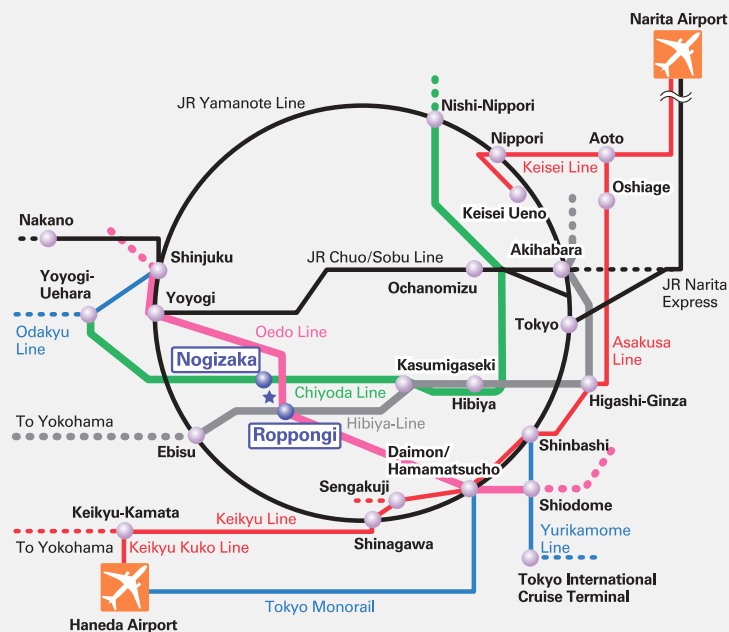 Narita Airport
JR Yamanote Line
Nishi-Nippori
Nippori
Aoto
Keisei Line
Oshiage
Keisei Ueno
Nakano
Shinjuku
JR Chuo/Sobu Line
Akihabara
Yoyogi-
Uehara
Ochanomizu
JR Narita
Express
Yoyogi
Tokyo
Odakyu
Line
Oedo Line
Asakusa
Line
Nogizaka
Kasumigaseki
Chiyoda Line
Hibiya
Higashi-Ginza
To Yokohama
Hibiya-Line
Roppongi
Ebisu
Daimon/
Hamamatsucho
Shinbashi
Sengakuji
Shiodome
Keikyu-Kamata
Keikyu Line
To Yokohama
Keikyu Kuko Line
Shinagawa
Yurikamome
Line
Tokyo International
Cruise Terminal
Tokyo Monorail
Haneda Airport